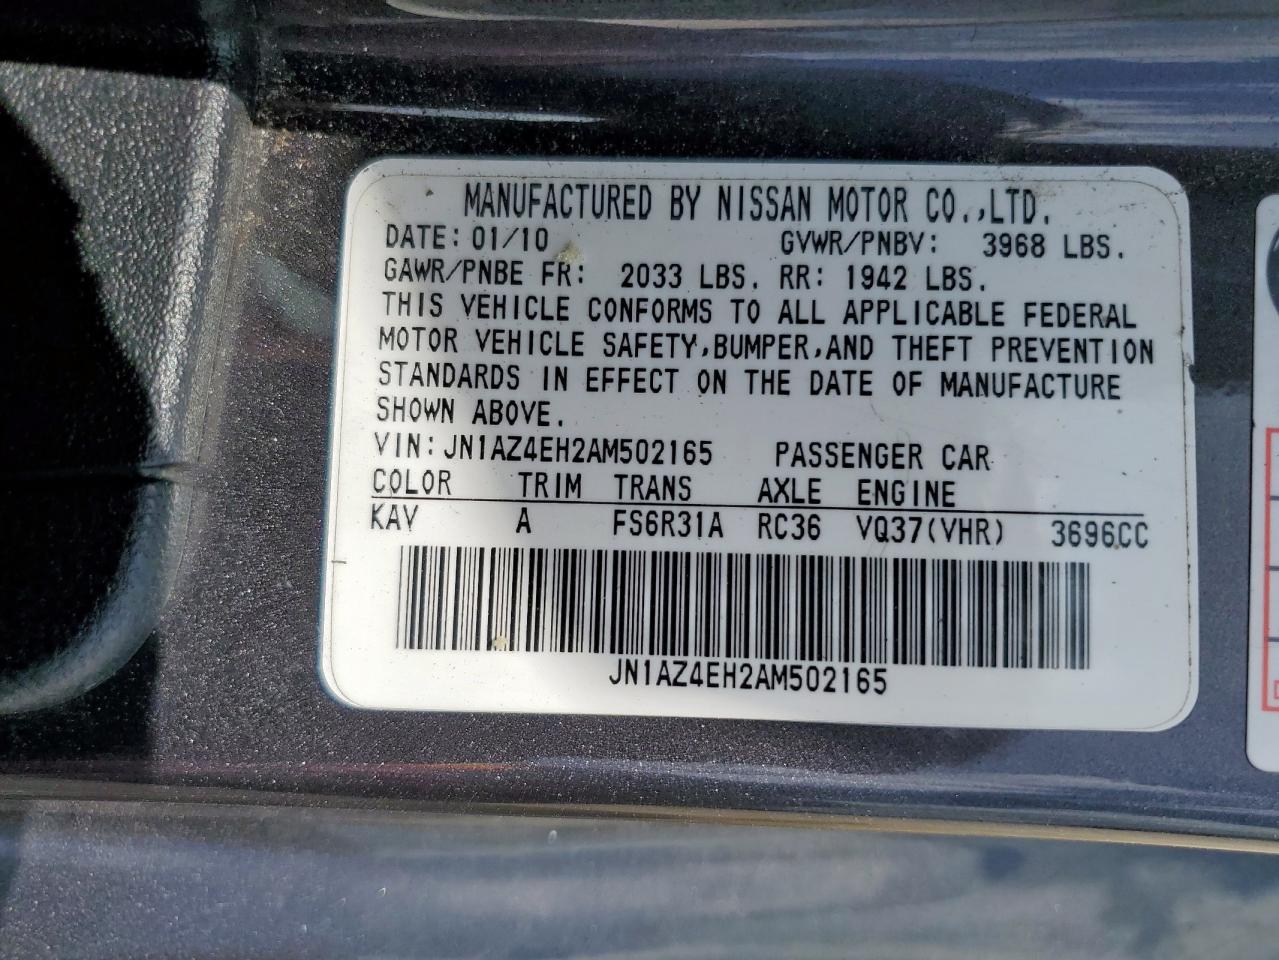 MANUFACTURED BY NISSAN MOTOR CO.,LTD.
DATE: 01/10 GVWR/PNBV: 3968 LBS.
GAWR/PNBE FR: 2033 LBS. RR: 1942 LBS.
THIS VEHICLE CONFORMS TO ALL APPLICABLE FEDERAL
MOTOR VEHICLE SAFETY,BUMPER,AND THEFT PREVENTION
STANDARDS IN EFFECT ON THE DATE OF MANUFACTURE
SHOWN ABOVE.
VIN:JN1AZ4EH2AM502165 PASSENGER CAR
COLOR TRIM TRANS AXLE ENGINE
KAV A FS6R31A RC36 VQ37(VHR) 3696CC
JN1AZ4EH2AM502165